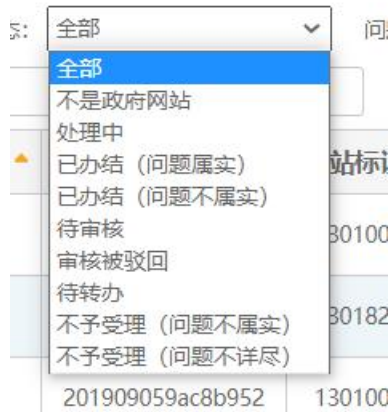 态: 全部 问
全部
不是政府网站
处理中
已办结（问题属实）
已办结（问题不属实）
站标
待审核
30100
审核被驳回
待转办
不予受理（问题不属实）
30182
不予受理（问题不详尽）
201909059ac8b952 130100